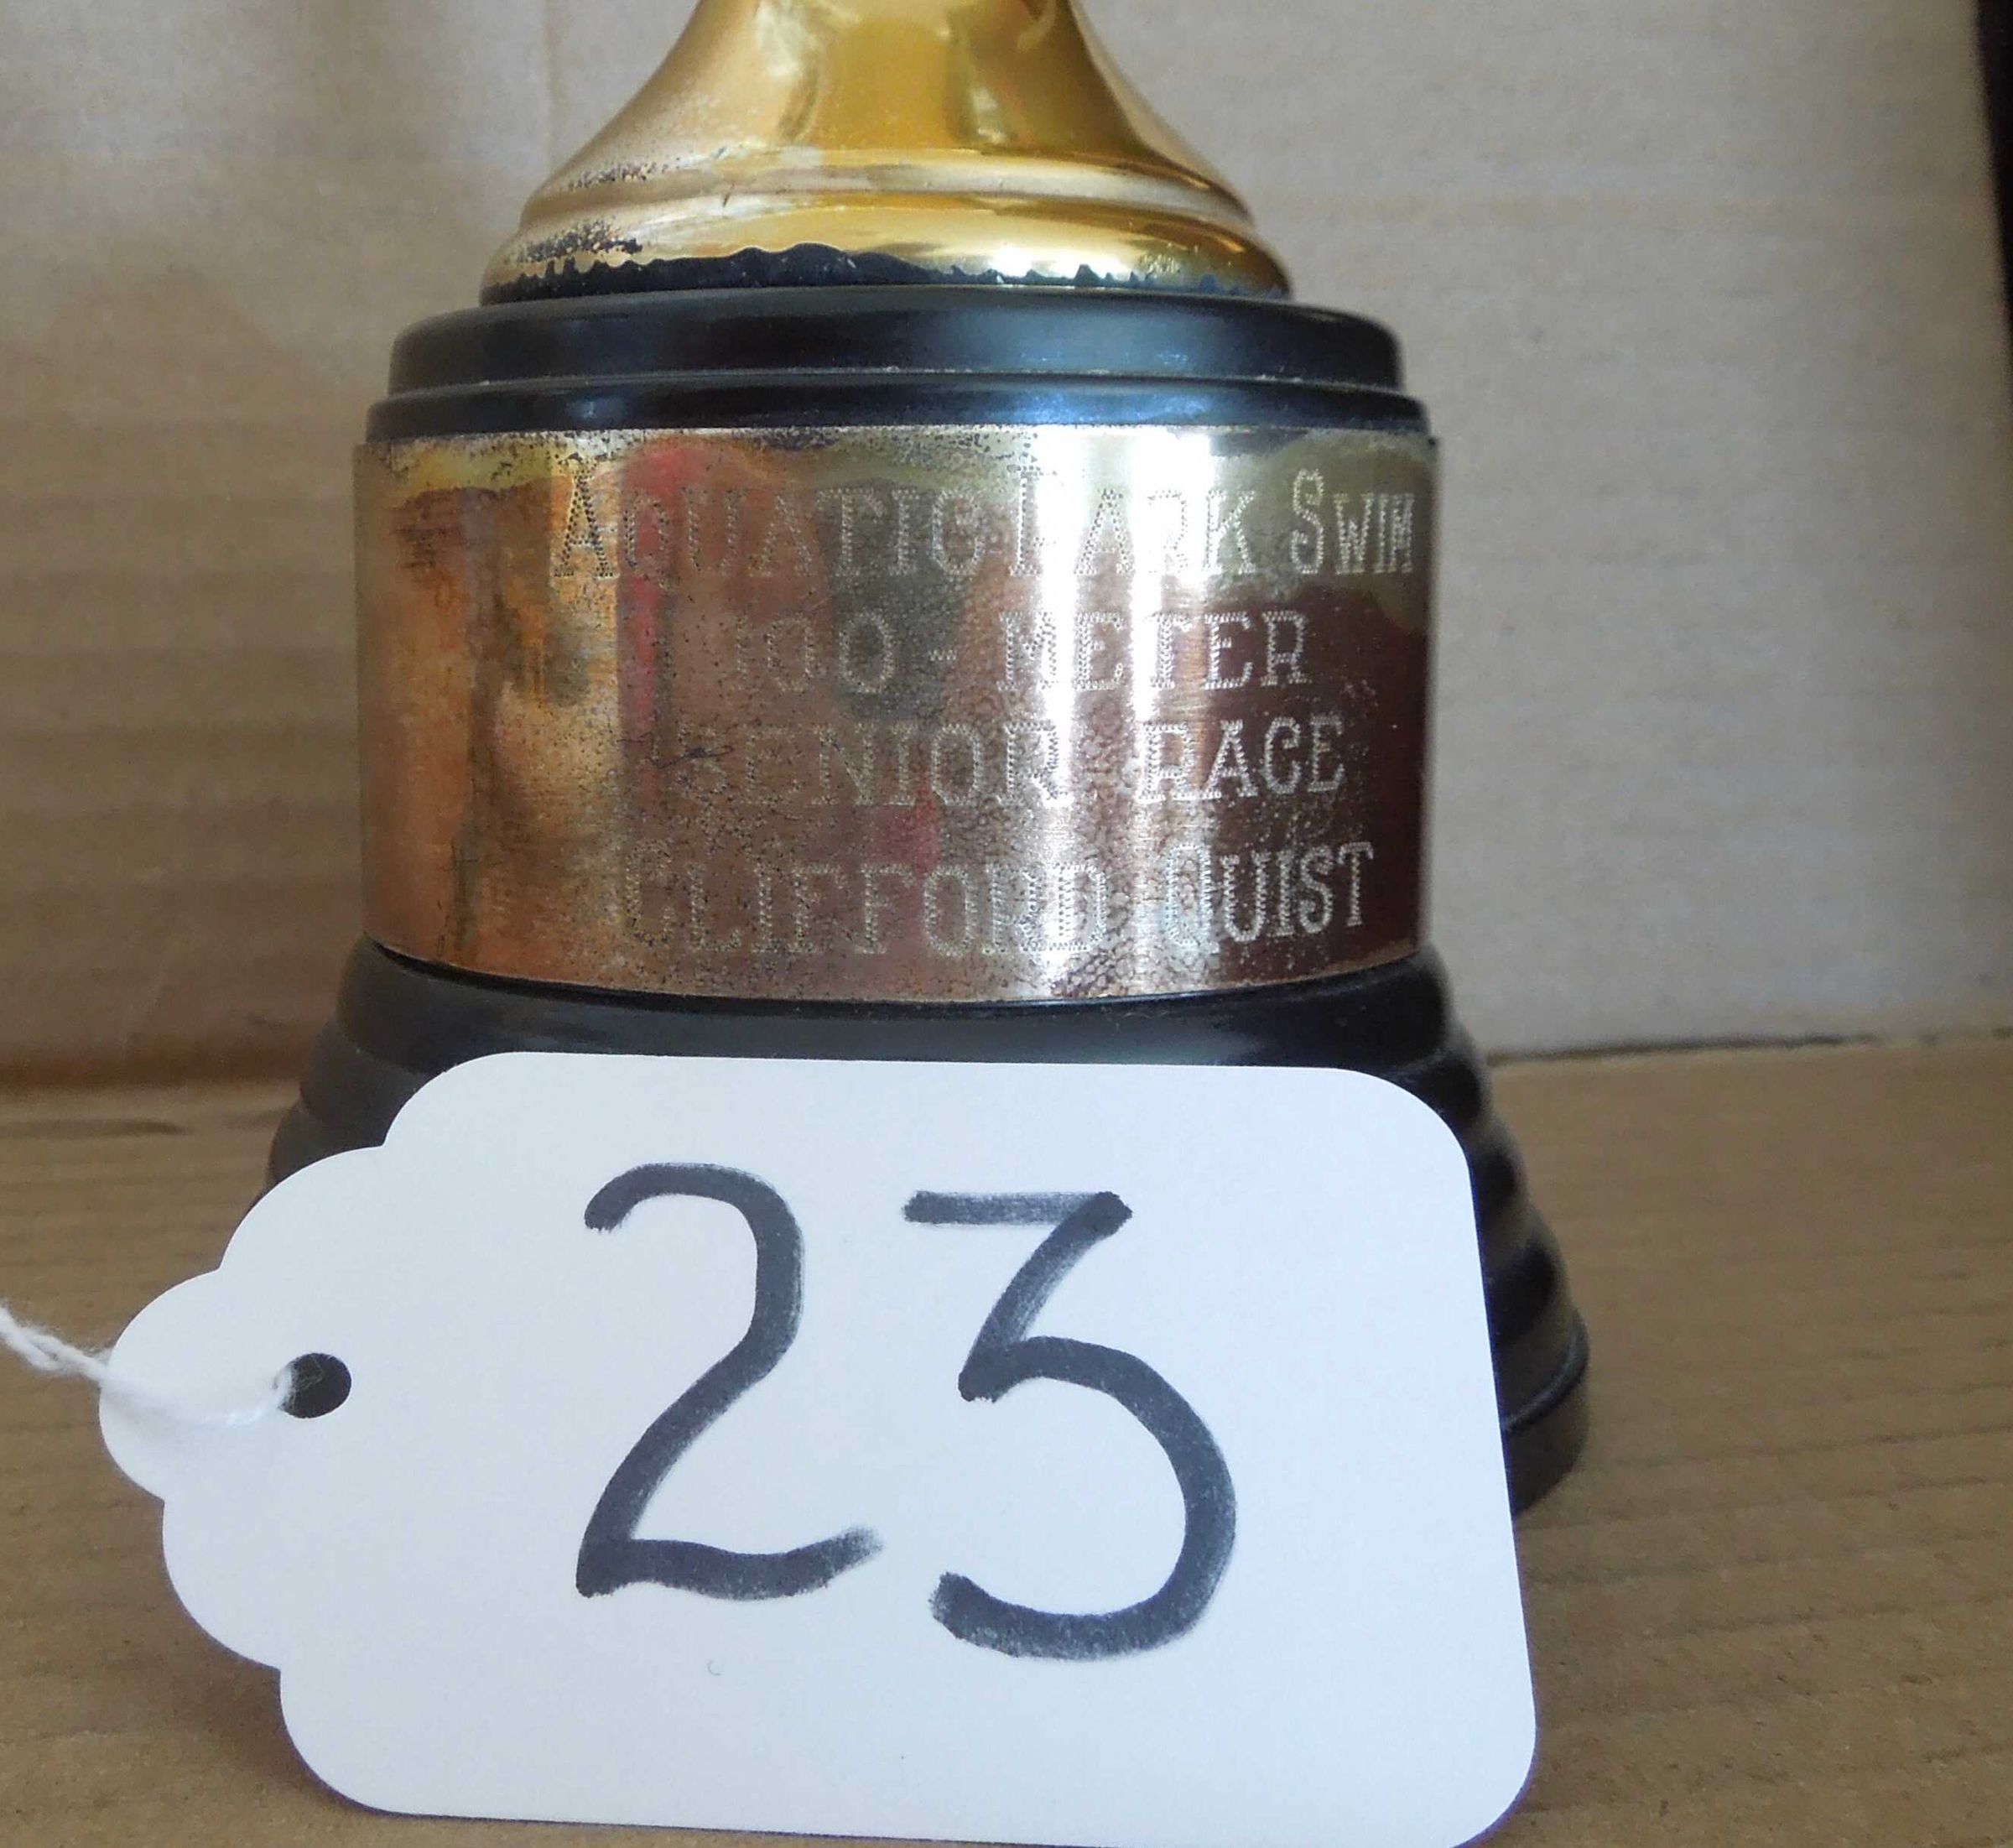 AQUATIC PARK SWIM
100 - METER
SENIOR RACE
CLIFFORD QUIST
23